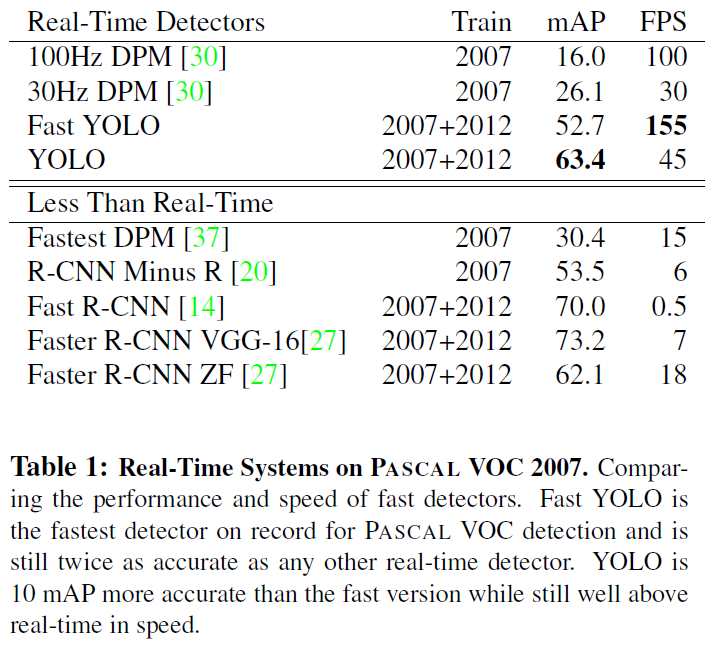 Real-Time Detectors Train mAP FPS
100Hz DPM [30] 2007 16.0 100
30Hz DPM [30] 2007 26.1 30
Fast YOLO 2007+2012 52.7 155
YOLO 2007+2012 63.4 45
Less Than Real-Time
Fastest DPM [37] 2007 30.4 15
R-CNN Minus R [20] 2007 53.5 6
Fast R-CNN [14] 2007+2012 70.0 0.5
Faster R-CNN VGG-16[27] 2007+2012 73.2 7
Faster R-CNN ZF [27] 2007+2012 62.1 18
Table 1: Real-Time Systems on PASCAL VOC 2007. Compar-
ing the performance and speed of fast detectors. Fast YOLO is
the fastest detector on record for PASCAL VOC detection and is
still twice as accurate as any other real-time detector. YOLO is
10 mAP more accurate than the fast version while still well above
real-time in speed.